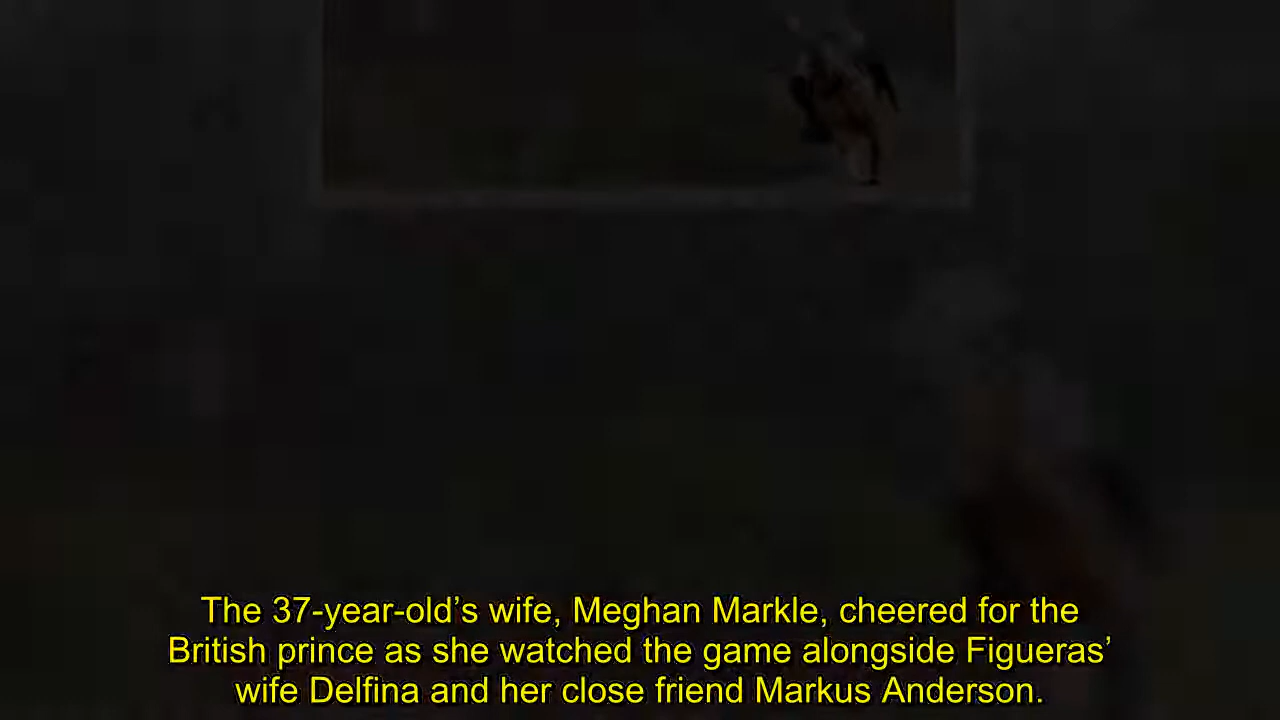 The 37-year-old’s wife, Meghan Markle, cheered for the
British prince as she watched the game alongside Figueras’
wife Delfina and her close friend Markus Anderson.